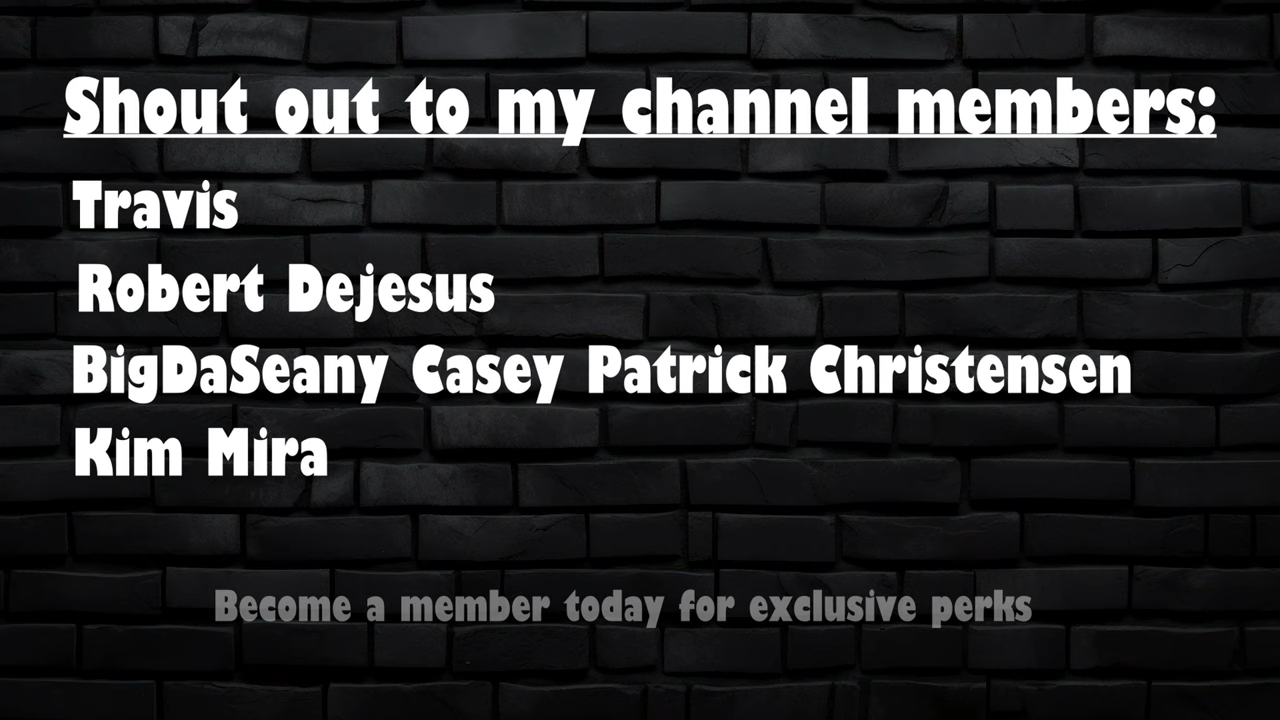 Shout out to my channel members:
Travis
Robert Dejesus
BigDaSeany Casey Patrick Christensen
Kim Mira
Become a member today for exclusive perks